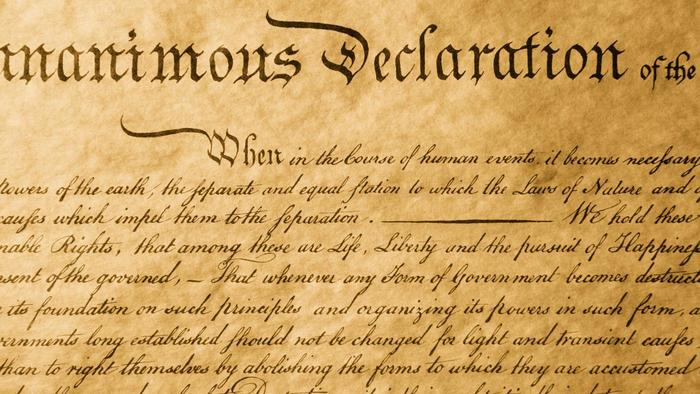 nanimous Declaration of the
When in the Course of human events, it becomes neceſsary
Powers of the earth, the ſeparate and equal ſtation to which the Laws of Nature and
cauſes which impel them to the ſeparation. ——— We hold these
nable Rights, that among theſe are Life, Liberty and the pursuit of Happineſ
nsent of the governed, — That whenever any Form of Government becomes destructi
its foundation on such principles and organizing its powers in such form, a
vernments long established ſhould not be changed for light and transient cauſes
than to right themselves by abolishing the forms to which they are accustomed